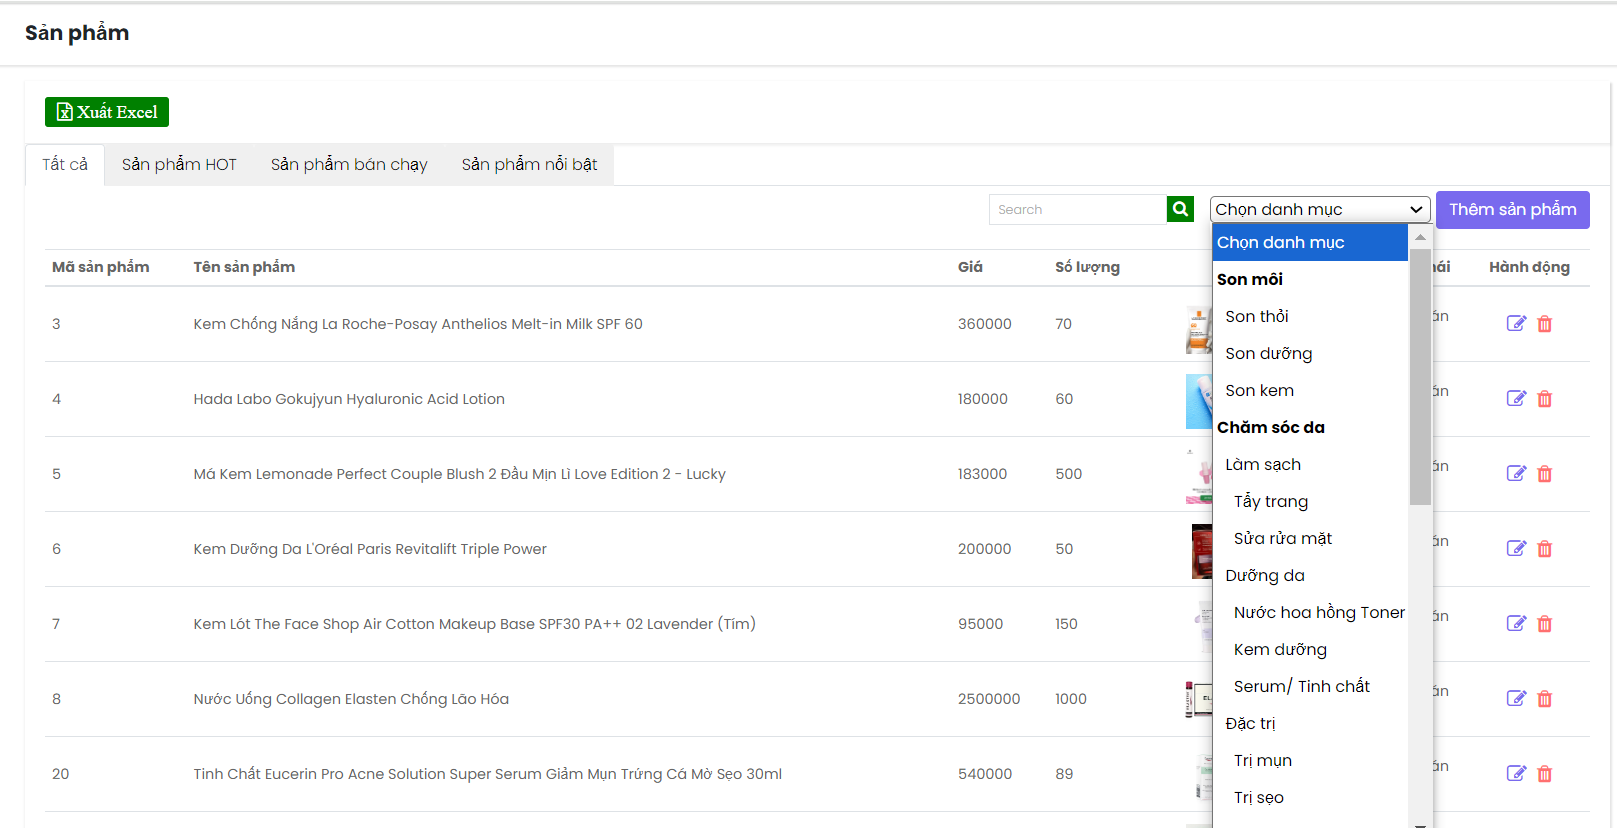 Sản phẩm
Xuất Excel
Tất cả Sản phẩm HOT Sản phẩm bán chạy Sản phẩm nổi bật
Search Chọn danh mục Thêm sản phẩm
Mã sản phẩm Tên sản phẩm Giá Số lượng Hành động
3 Kem Chống Nắng La Roche-Posay Anthelios Melt-in Milk SPF 60 360000 70
4 Hada Labo Gokujyun Hyaluronic Acid Lotion 180000 60
5 Má Kem Lemonade Perfect Couple Blush 2 Đầu Mịn Lì Love Edition 2 - Lucky 183000 500
6 Kem Dưỡng Da L'Oréal Paris Revitalift Triple Power 200000 50
7 Kem Lót The Face Shop Air Cotton Makeup Base SPF30 PA++ 02 Lavender (Tím) 95000 150
8 Nước Uống Collagen Elasten Chống Lão Hóa 2500000 1000
20 Tinh Chất Eucerin Pro Acne Solution Super Serum Giảm Mụn Trứng Cá Mờ Sẹo 30ml 540000 89
Chọn danh mục
Son môi
Son thỏi
Son dưỡng
Son kem
Chăm sóc da
Làm sạch
Tẩy trang
Sửa rửa mặt
Dưỡng da
Nước hoa hồng Toner
Kem dưỡng
Serum/ Tinh chất
Đặc trị
Trị mụn
Trị sẹo